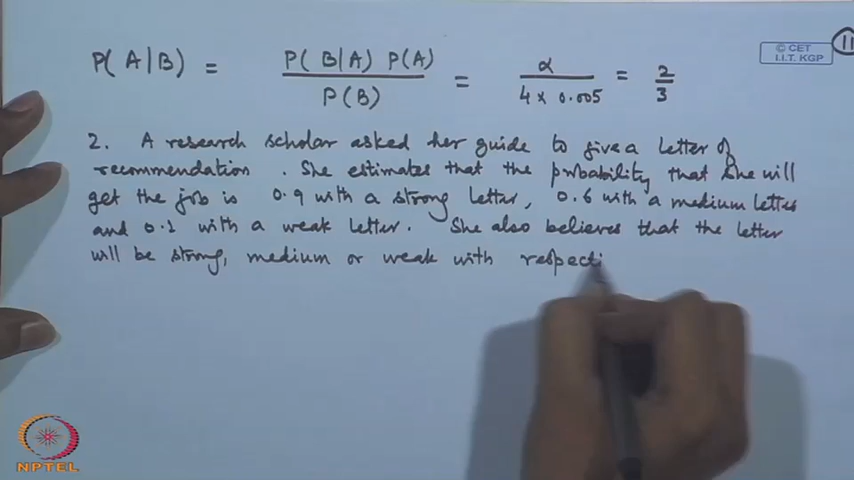 P(A|B) = P(B|A) P(A) / P(B) = α / 4 × 0.005 = 2/3
11
© CET
I.I.T. KGP
2. A research scholar asked her guide to give a letter of
recommendation. She estimates that the probability that she will
get the job is 0.9 with a strong letter, 0.6 with a medium letter
and 0.1 with a weak letter. She also believes that the letter
will be strong, medium or weak with respecti
NPTEL